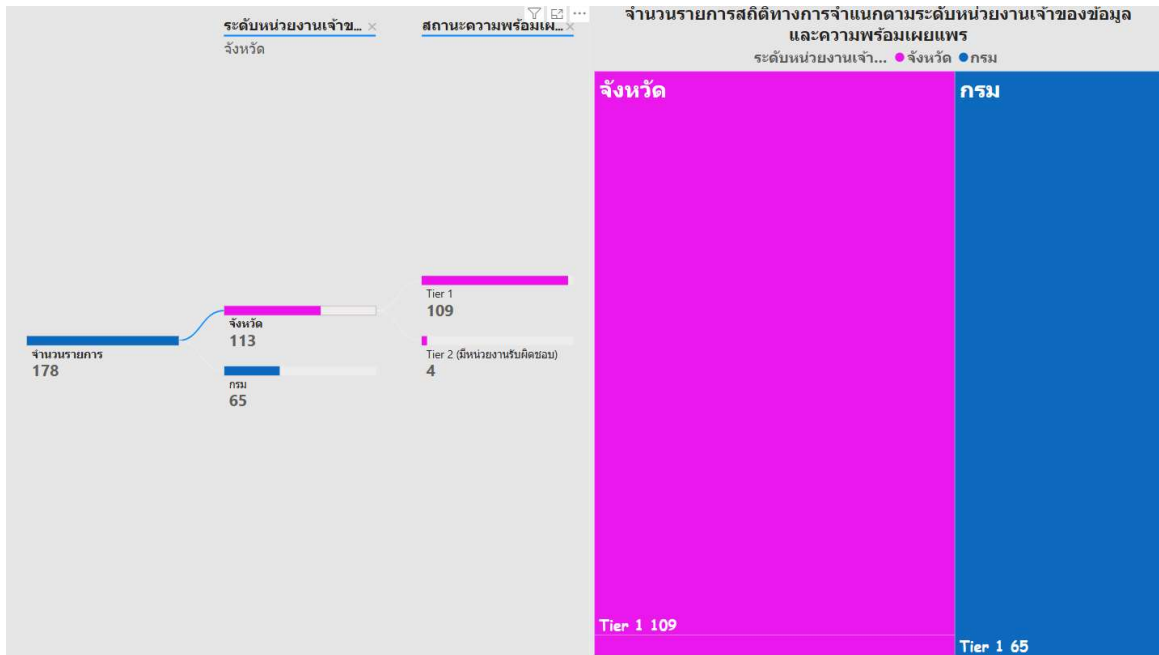 ระดับหน่วยงานเจ้าข...
จังหวัด
สถานะความพร้อมเผ...
จำนวนรายการ
178
จังหวัด
113
กรม
65
Tier 1
109
Tier 2 (มีหน่วยงานรับผิดชอบ)
4
จำนวนรายการสถิติทางการจำแนกตามระดับหน่วยงานเจ้าของข้อมูล
และความพร้อมเผยแพร
ระดับหน่วยงานเจ้า... จังหวัด กรม
จังหวัด
กรม
Tier 1 109
Tier 1 65